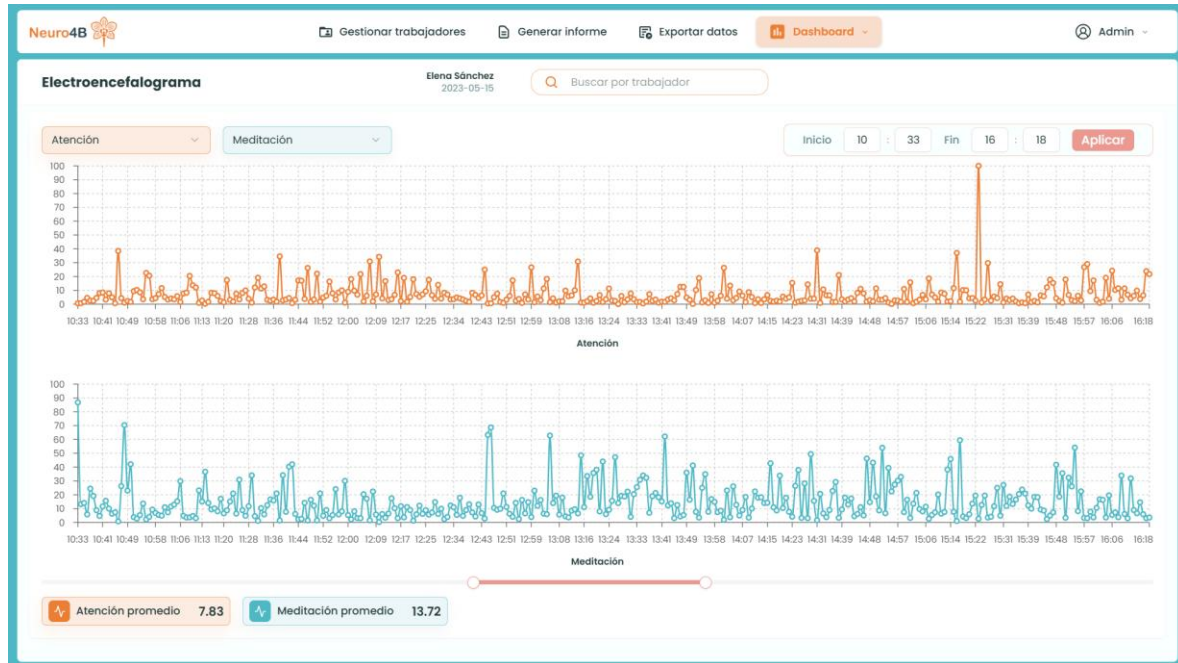 Neuro4B
Gestionar trabajadores
Generar informe
Exportar datos
Dashboard
Admin
Electroencefalograma
Elena Sánchez
2023-05-15
Buscar por trabajador
Atención
Meditación
Inicio 10 : 33 Fin 16 : 18 Aplicar
100
90
80
70
60
50
40
30
20
10
0
10:33 10:41 10:49 10:58 11:06 11:13 11:20 11:28 11:36 11:44 11:52 12:00 12:09 12:17 12:25 12:34 12:43 12:51 12:59 13:08 13:16 13:24 13:33 13:41 13:49 13:58 14:07 14:15 14:23 14:31 14:39 14:48 14:57 15:06 15:14 15:22 15:31 15:39 15:48 15:57 16:06 16:18
Atención
100
90
80
70
60
50
40
30
20
10
0
10:33 10:41 10:49 10:58 11:06 11:13 11:20 11:28 11:36 11:44 11:52 12:00 12:09 12:17 12:25 12:34 12:43 12:51 12:59 13:08 13:16 13:24 13:33 13:41 13:49 13:58 14:07 14:15 14:23 14:31 14:39 14:48 14:57 15:06 15:14 15:22 15:31 15:39 15:48 15:57 16:06 16:18
Meditación
Atención promedio 7.83
Meditación promedio 13.72